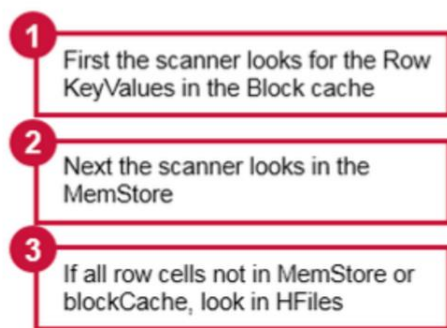 1
First the scanner looks for the Row
KeyValues in the Block cache
2
Next the scanner looks in the
MemStore
3
If all row cells not in MemStore or
blockCache, look in HFiles